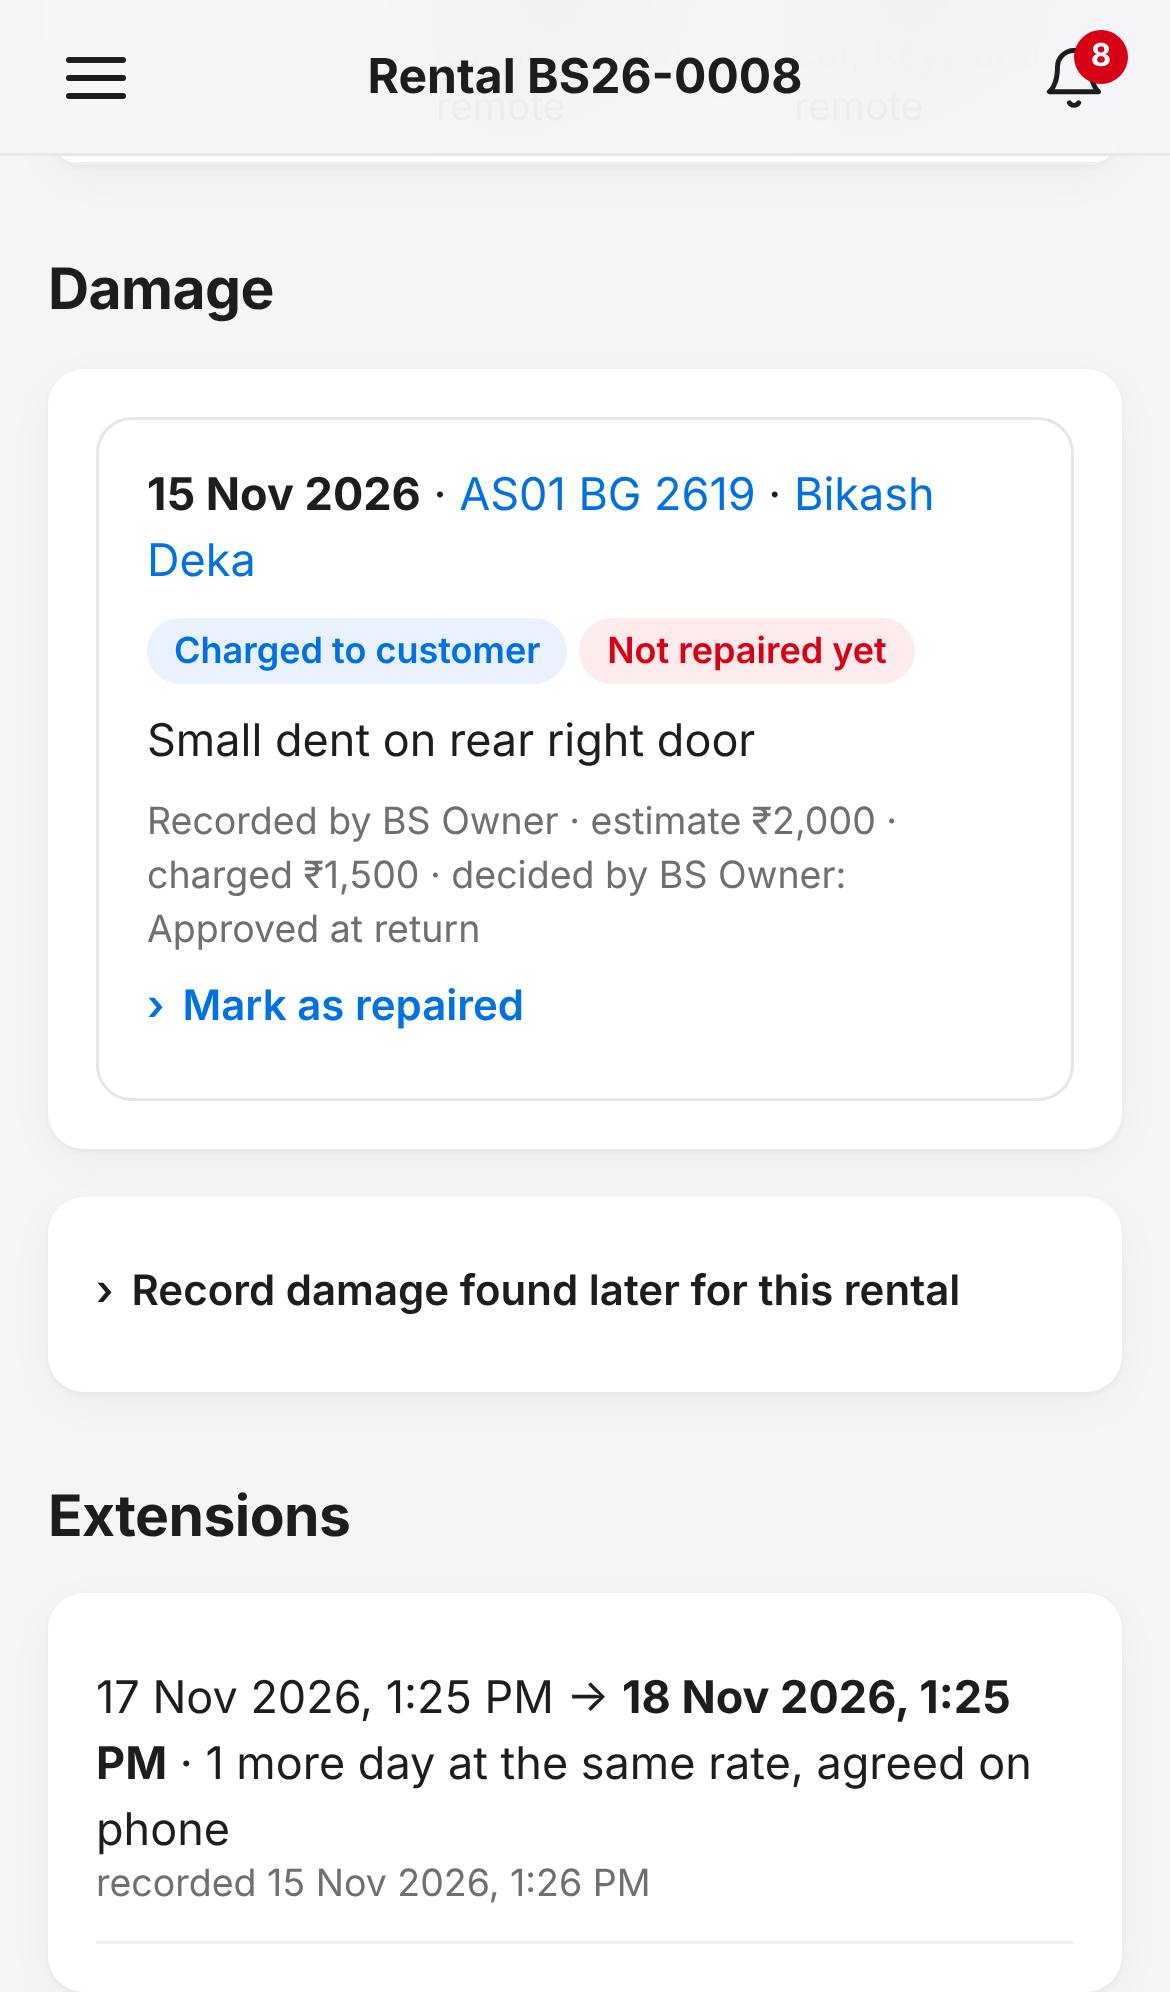 Rental BS26-0008
8
remote
remote
Damage
15 Nov 2026 · AS01 BG 2619 · Bikash
Deka
Charged to customer
Not repaired yet
Small dent on rear right door
Recorded by BS Owner · estimate ₹2,000 ·
charged ₹1,500 · decided by BS Owner:
Approved at return
› Mark as repaired
› Record damage found later for this rental
Extensions
17 Nov 2026, 1:25 PM → 18 Nov 2026, 1:25
PM · 1 more day at the same rate, agreed on
phone
recorded 15 Nov 2026, 1:26 PM